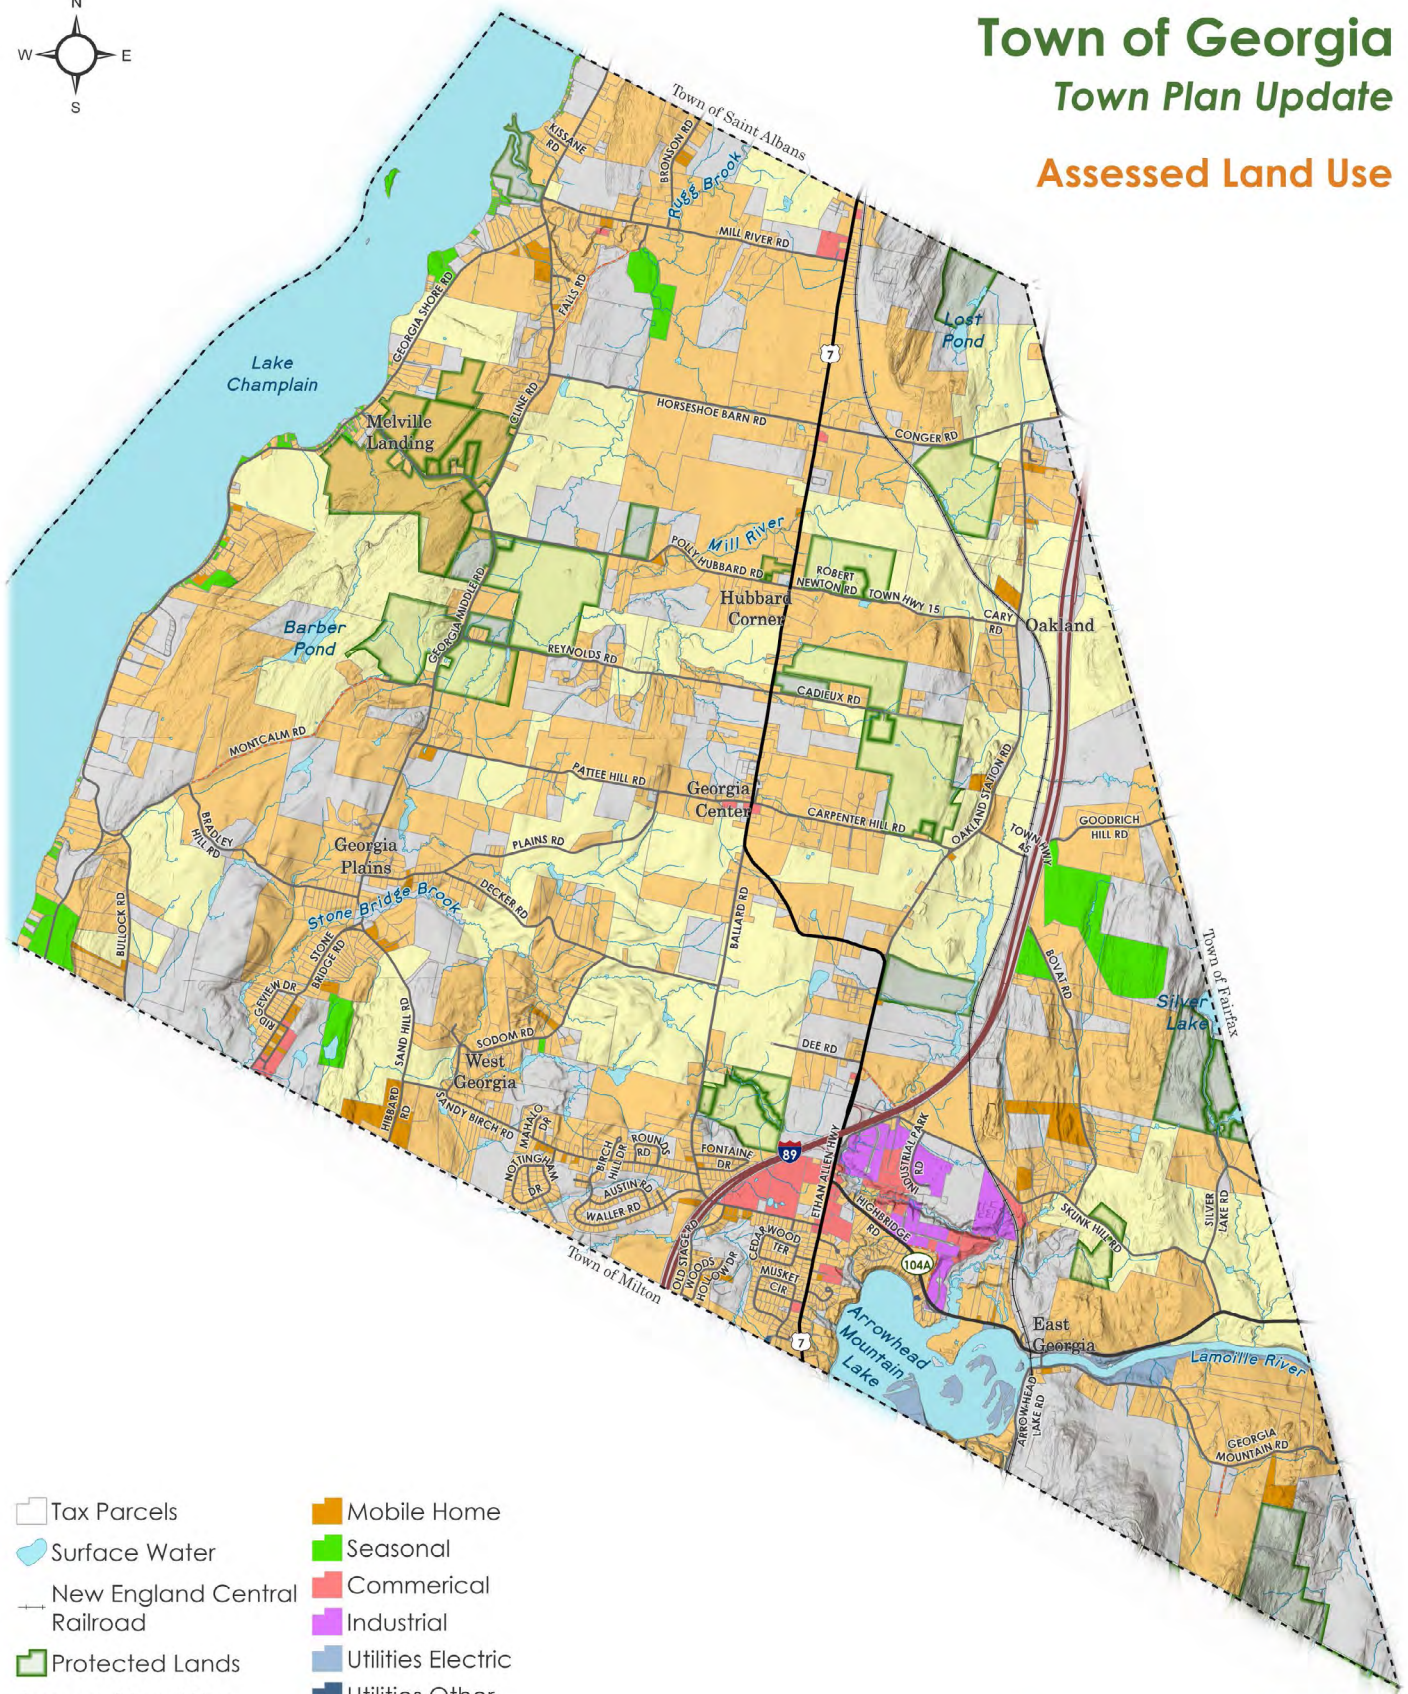 N
W
E
S
Town of Georgia
Town Plan Update
Assessed Land Use
Town of Saint Albans
KISSANE
RD
BRONSON RD
Rugg Brook
MILL RIVER RD
FALLS RD
GEORGIA SHORE RD
7
Lost
Pond
Lake
Champlain
CLINE RD
HORSESHOE BARN RD
CONGER RD
Melville
Landing
Mill River
POLLY HUBBARD RD
ROBERT
NEWTON RD
TOWN HWY 15
Hubbard
Corner
CARY
RD
Oakland
GEORGIA MIDDLE RD
Barber
Pond
REYNOLDS RD
CADIEUX RD
MONTCALM RD
PATTEE HILL RD
Georgia
Center
CARPENTER HILL RD
OAKLAND STATION RD
TOWN HWY
45
GOODRICH
HILL RD
BRADLEY
HILL RD
Georgia
Plains
PLAINS RD
DECKER RD
Stone Bridge Brook
BULLOCK RD
STONE
BRIDGE RD
BALLARD RD
BOVAT RD
Town of Fairfax
Silver
Lake
RIDGEVIEW DR
SAND HILL RD
SODOM RD
DEE RD
West
Georgia
HIBBARD
RD
SANDY BIRCH RD
MAHALO
DR
BIRCH
HILL DR
ROUNDS
RD
FONTAINE
DR
89
ETHAN ALLEN HWY
INDUSTRIAL PARK
RD
NOTTINGHAM
DR
AUSTIN RD
WALLER RD
HIGHBRIDGE
RD
SKUNK HILL RD
SILVER
LAKE RD
Town of Milton
OLD STAGE RD
WOODS
HOLLOW DR
CEDARWOOD
TER
MUSKET
CIR
104A
7
Arrowhead
Mountain
Lake
East
Georgia
Lamoille River
ARROWHEAD
LAKE RD
GEORGIA
MOUNTAIN RD
Tax Parcels
Surface Water
New England Central
Railroad
Protected Lands
Mobile Home
Seasonal
Commerical
Industrial
Utilities Electric
Utilities Other